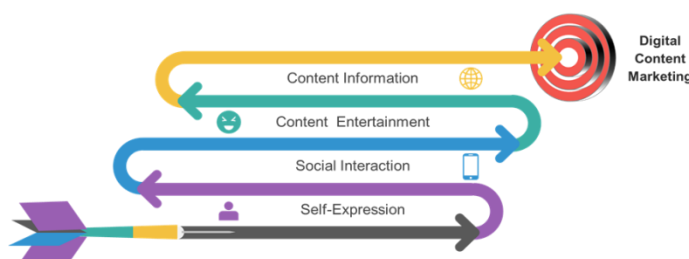 Digital
Content
Marketing
Content Information
Content Entertainment
Social Interaction
Self-Expression